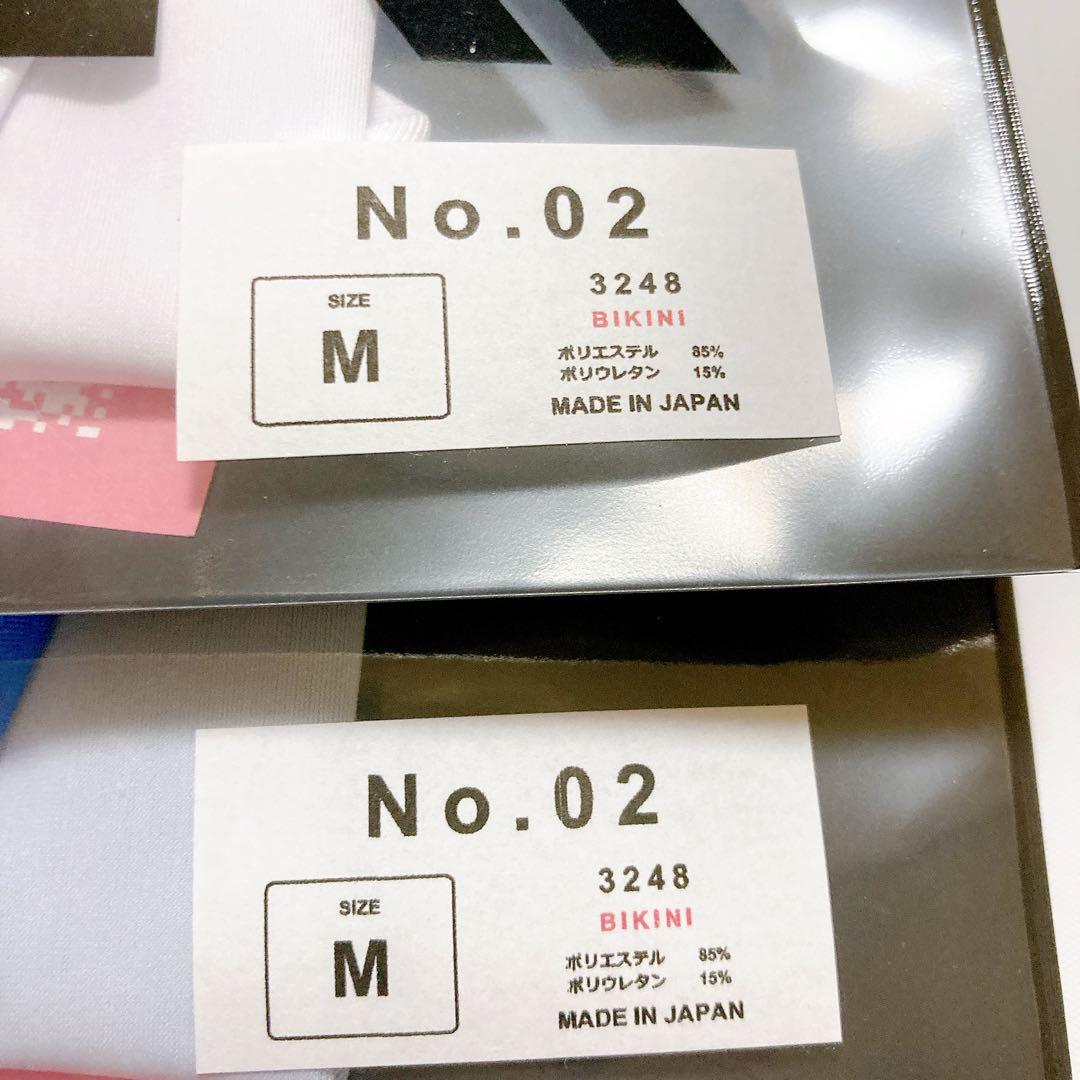 No.02
SIZE
M
3248
BIKINI
ポリエステル 85%
ポリウレタン 15%
MADE IN JAPAN
No.02
SIZE
M
3248
BIKINI
ポリエステル 85%
ポリウレタン 15%
MADE IN JAPAN